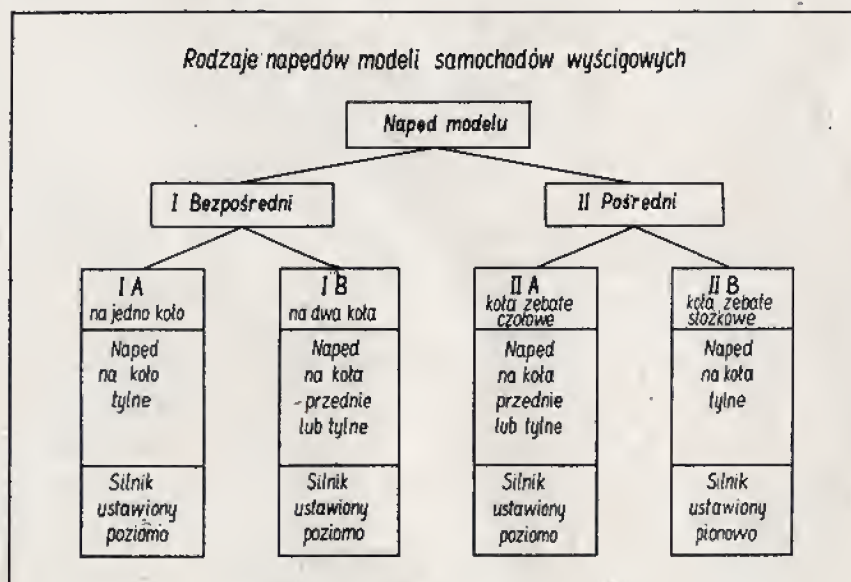 Rodzaje napędów modeli samochodów wyścigowych
Napęd modelu
I Bezpośredni
II Pośredni
I A
na jedno koło
Napęd
na koło
tylne
Silnik
ustawiony
poziomo
I B
na dwa koła
Napęd
na koła
przednie
lub tylne
Silnik
ustawiony
poziomo
II A
koła zębate
czołowe
Napęd
na koła
przednie
lub tylne
Silnik
ustawiony
poziomo
II B
koła zębate
stożkowe
Napęd
na koła
tylne
Silnik
ustawiony
pionowo